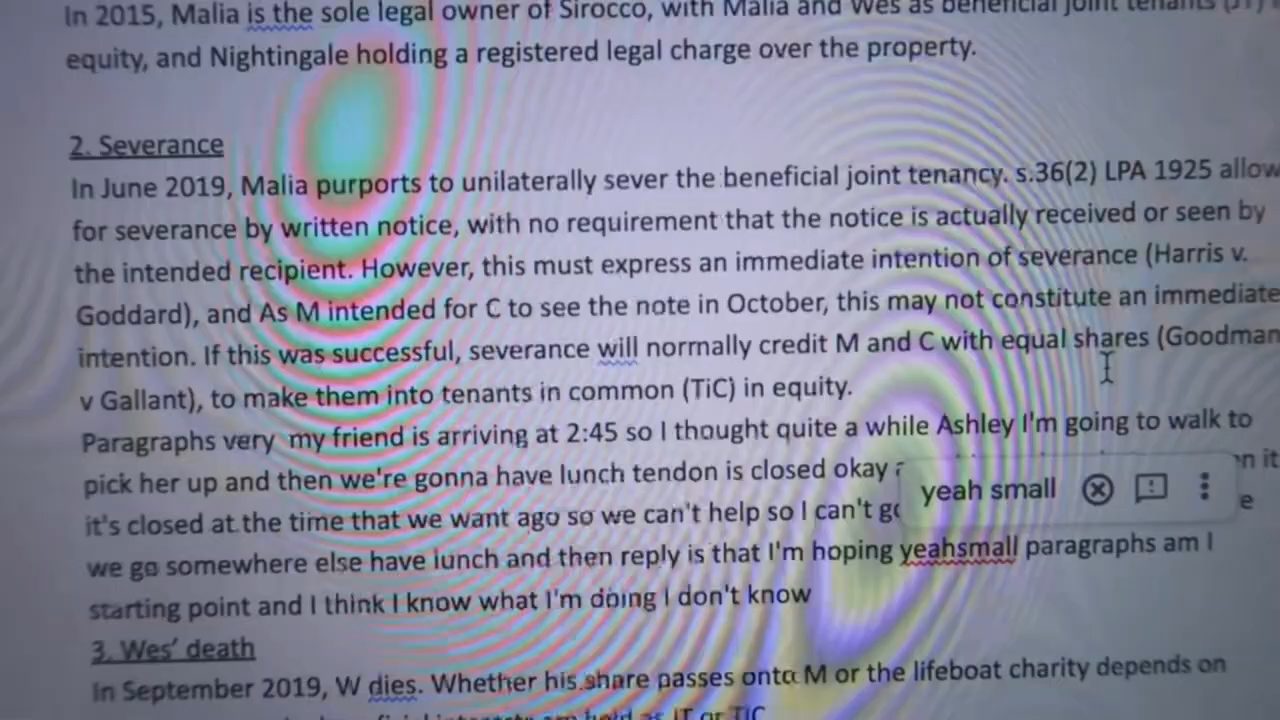 In 2015, Malia is the sole legal owner of Sirocco, with Malia and Wes as beneficial joint tenants (JT)
equity, and Nightingale holding a registered legal charge over the property.
2. Severance
In June 2019, Malia purports to unilaterally sever the beneficial joint tenancy. s.36(2) LPA 1925 allow
for severance by written notice, with no requirement that the notice is actually received or seen by
the intended recipient. However, this must express an immediate intention of severance (Harris v.
Goddard), and As M intended for C to see the note in October, this may not constitute an immediate
intention. If this was successful, severance will normally credit M and C with equal shares (Goodman
v Gallant), to make them into tenants in common (TiC) in equity.
Paragraphs very my friend is arriving at 2:45 so I thought quite a while Ashley I'm going to walk to
pick her up and then we're gonna have lunch tendon is closed okay on it
it's closed at the time that we want ago so we can't help so I can't go e
yeah small
we go somewhere else have lunch and then reply is that I'm hoping yeahsmall paragraphs am I
starting point and I think I know what I'm doing I don't know
3. Wes' death
In September 2019, W dies. Whether his share passes onto M or the lifeboat charity depends on
held as JT or TiC